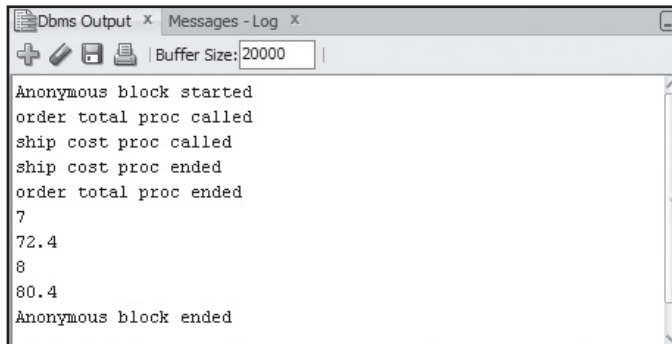 Dbms Output x Messages - Log x
Buffer Size: 20000
Anonymous block started
order total proc called
ship cost proc called
ship cost proc ended
order total proc ended
7
72.4
8
80.4
Anonymous block ended